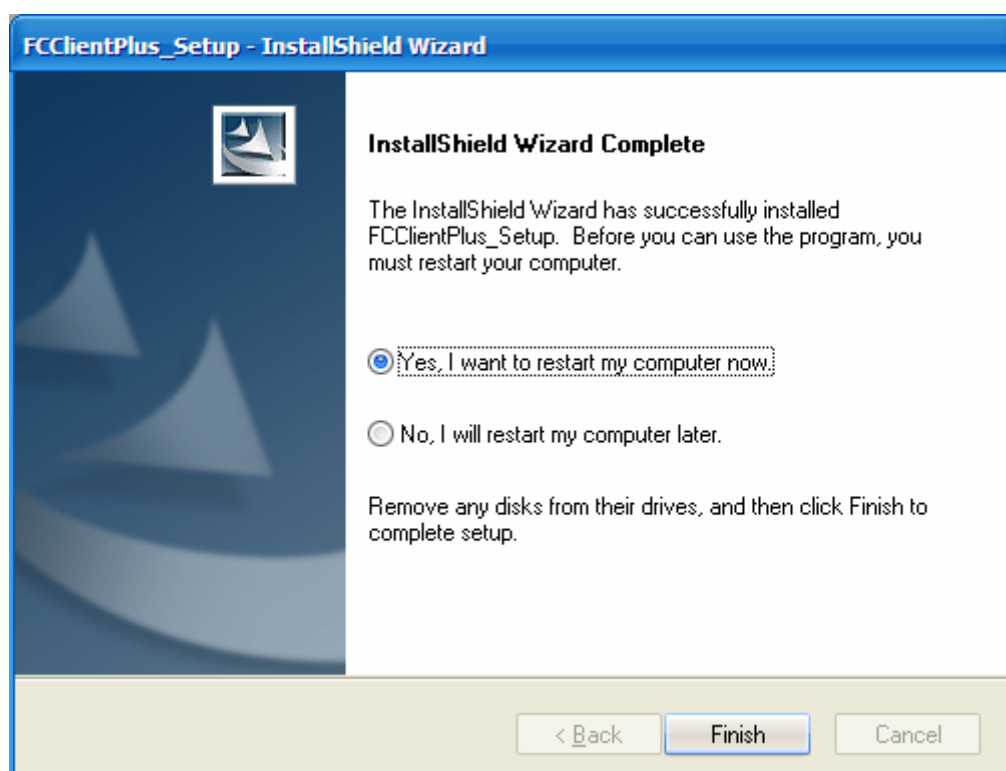 FCClientPlus_Setup - InstallShield Wizard
InstallShield Wizard Complete
The InstallShield Wizard has successfully installed
FCClientPlus_Setup.  Before you can use the program, you
must restart your computer.
Yes, I want to restart my computer now.
No, I will restart my computer later.
Remove any disks from their drives, and then click Finish to
complete setup.
< Back
Finish
Cancel